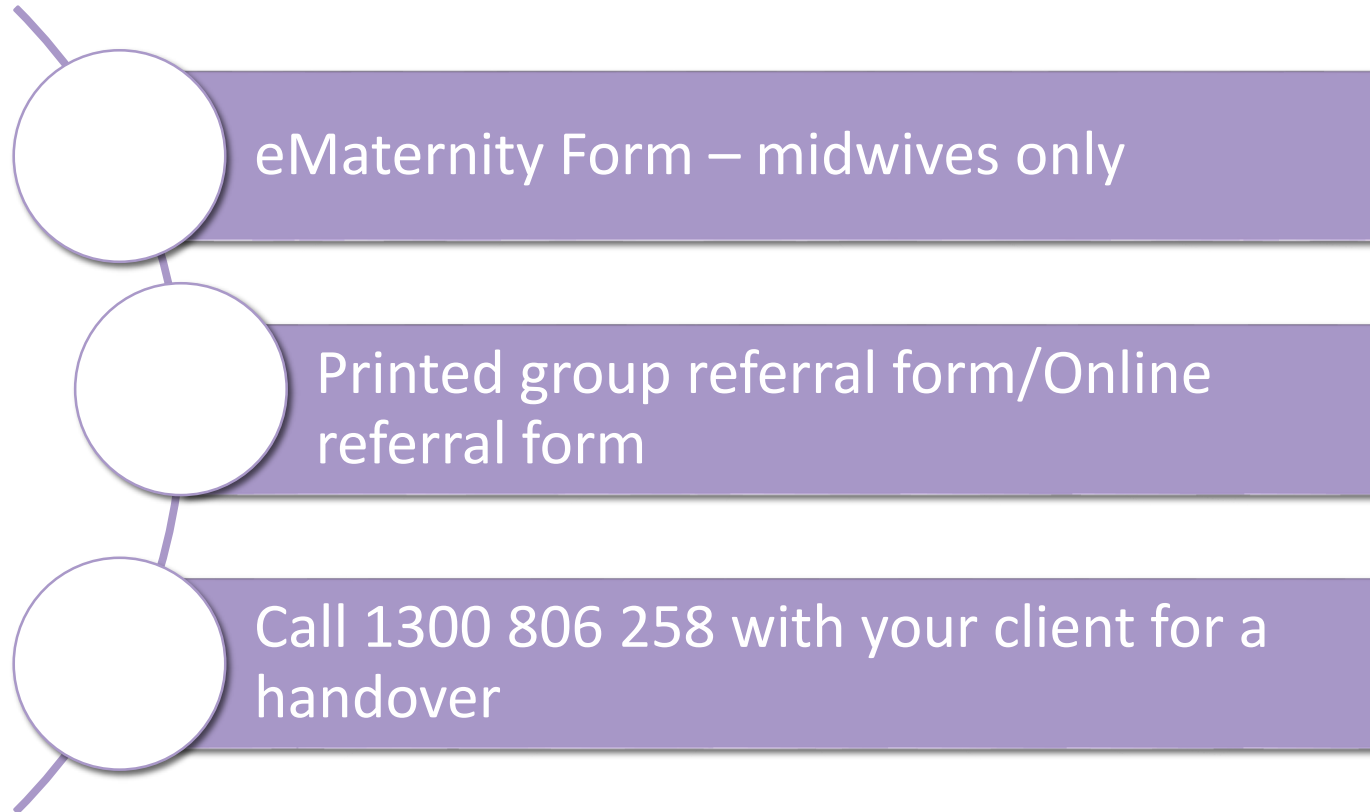 eMaternity Form – midwives only
Printed group referral form/Online
referral form
Call 1300 806 258 with your client for a
handover